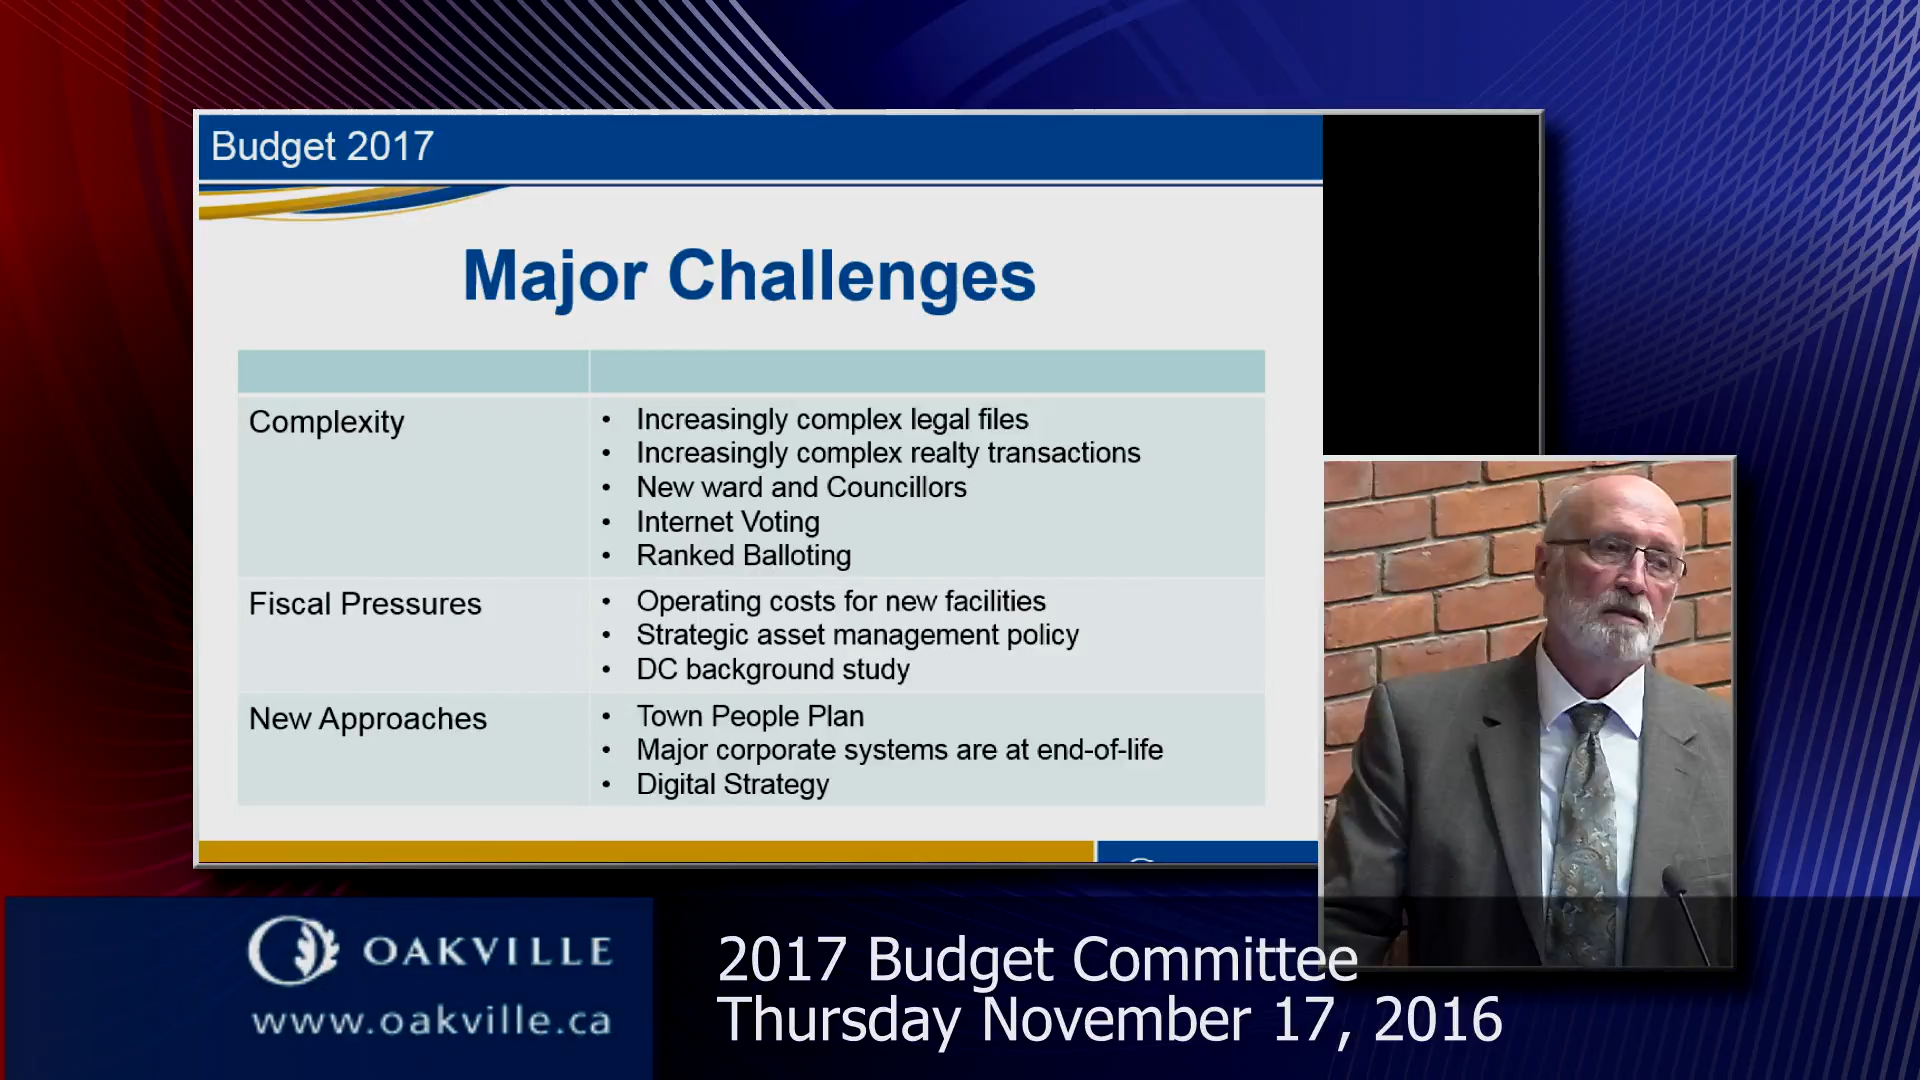 Budget 2017
Major Challenges
Complexity
• Increasingly complex legal files
• Increasingly complex realty transactions
• New ward and Councillors
• Internet Voting
• Ranked Balloting
Fiscal Pressures
• Operating costs for new facilities
• Strategic asset management policy
• DC background study
New Approaches
• Town People Plan
• Major corporate systems are at end-of-life
• Digital Strategy
OAKVILLE
www.oakville.ca
2017 Budget Committee
Thursday November 17, 2016